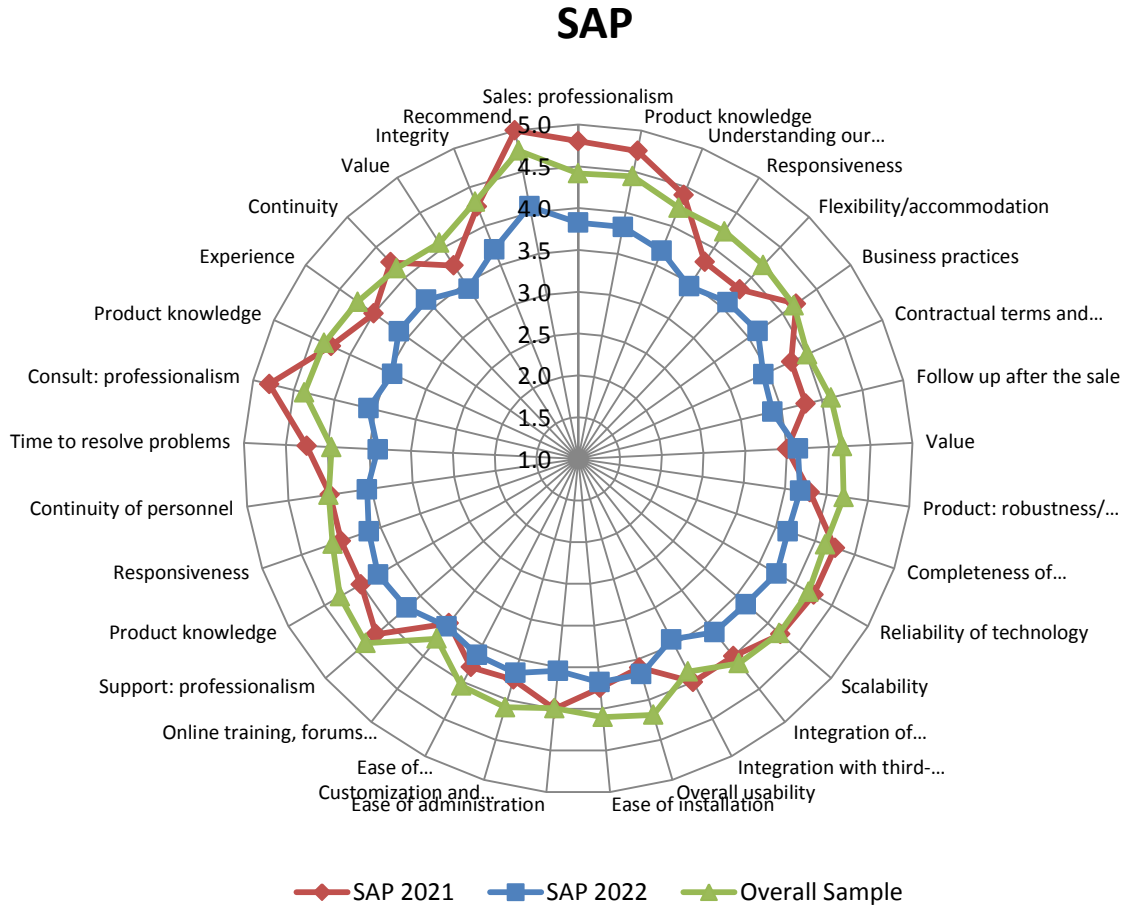 SAP
Sales: professionalism
Product knowledge
Understanding our...
Responsiveness
Flexibility/accommodation
Business practices
Contractual terms and...
Follow up after the sale
Value
Product: robustness/...
Completeness of...
Reliability of technology
Scalability
Integration of...
Integration with third-...
Overall usability
Ease of installation
Ease of administration
Customization and...
Ease of...
Online training, forums...
Support: professionalism
Product knowledge
Responsiveness
Continuity of personnel
Time to resolve problems
Consult: professionalism
Product knowledge
Experience
Continuity
Value
Integrity
Recommend
5.0
4.5
4.0
3.5
3.0
2.5
2.0
1.5
1.0
SAP 2021
SAP 2022
Overall Sample